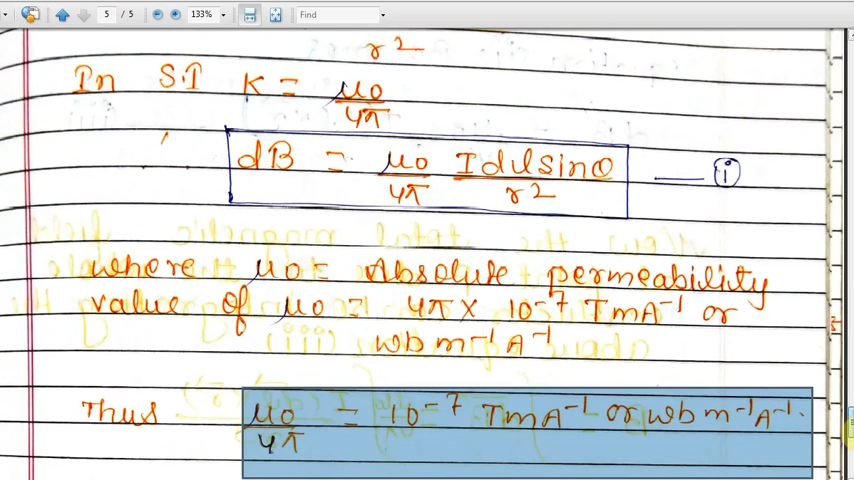 5 / 5 133% Find
r²
In SI K = μ₀/4π
dB = μ₀/4π Idlsinθ/r² — (i)
where μ₀ = Absolute permeability
value of μ₀ = 4π × 10⁻⁷ TmA⁻¹ or
wb m⁻¹A⁻¹
Thus μ₀/4π = 10⁻⁷ TmA⁻¹ or wb m⁻¹A⁻¹.